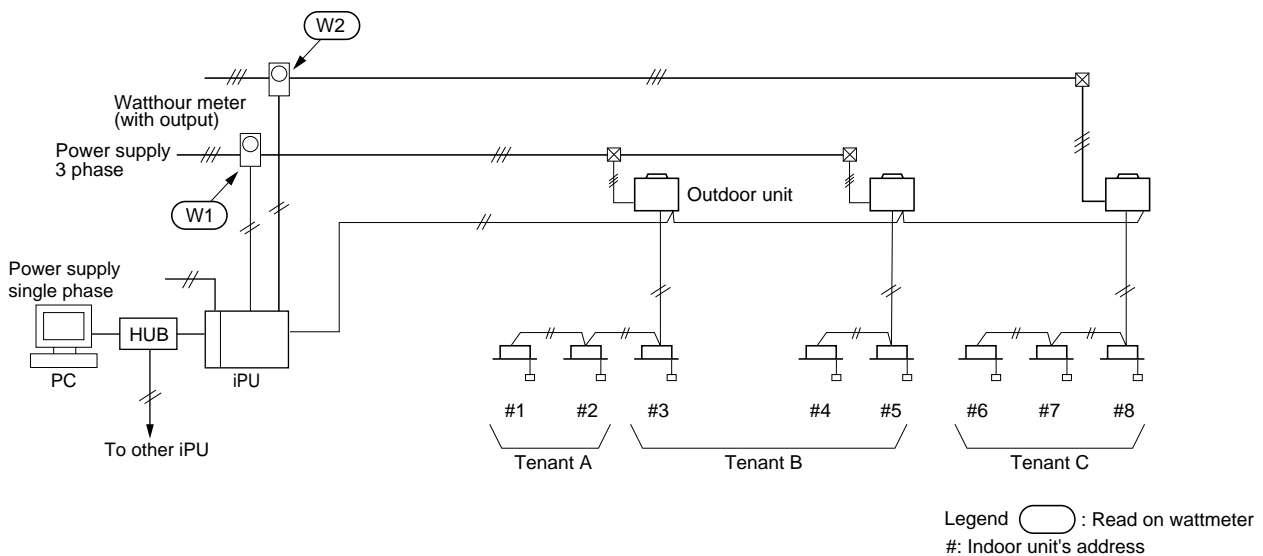 W2
Watthour meter
(with output)
Power supply
3 phase
W1
Outdoor unit
Power supply
single phase
HUB
PC
iPU
To other iPU
#1 #2 #3 #4 #5 #6 #7 #8
Tenant A Tenant B Tenant C
Legend : Read on wattmeter
#: Indoor unit's address